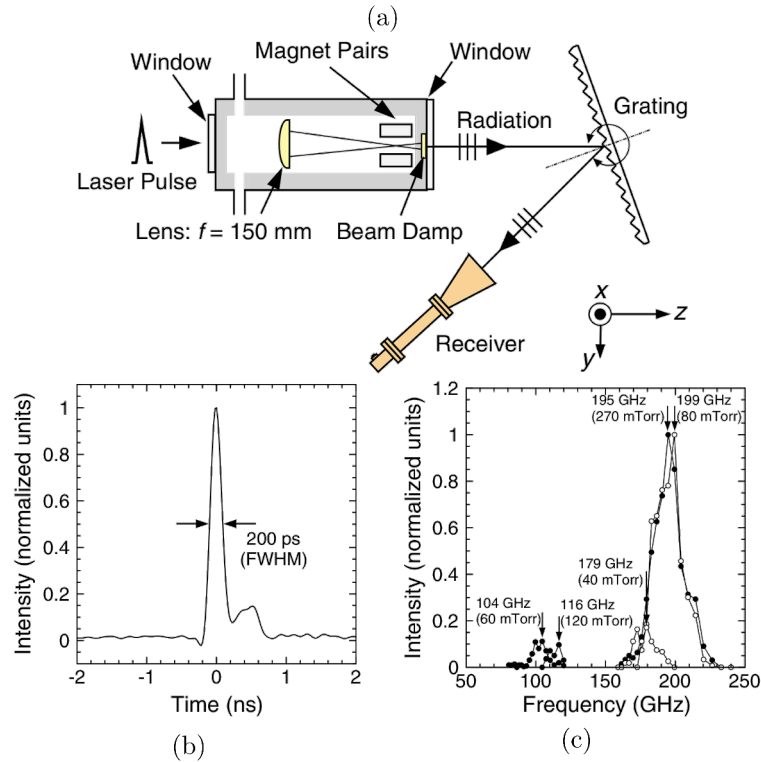 (a)
Magnet Pairs
Window
Window
Grating
Radiation
Laser Pulse
Lens: f = 150 mm
Beam Damp
x
z
y
Receiver
Intensity (normalized units)
1
0.8
0.6
0.4
0.2
0
200 ps
(FWHM)
-2
-1
0
1
2
Time (ns)
(b)
Intensity (normalized units)
1.2
1
0.8
0.6
0.4
0.2
0
195 GHz
(270 mTorr)
199 GHz
(80 mTorr)
179 GHz
(40 mTorr)
104 GHz
(60 mTorr)
116 GHz
(120 mTorr)
50
100
150
200
250
Frequency (GHz)
(c)